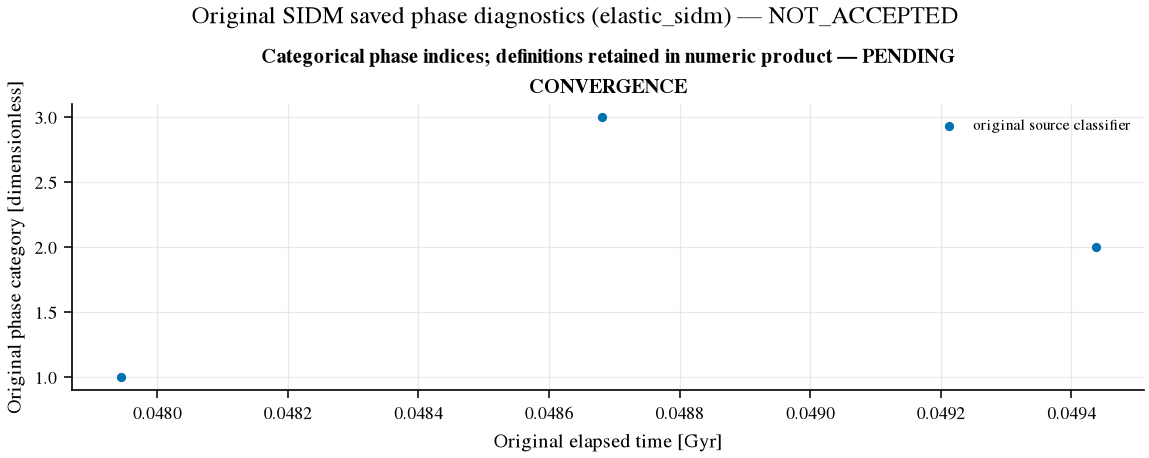 Original SIDM saved phase diagnostics (elastic_sidm) — NOT_ACCEPTED
Categorical phase indices; definitions retained in numeric product — PENDING
CONVERGENCE
Original phase category [dimensionless]
3.0
2.5
2.0
1.5
1.0
original source classifier
0.0480
0.0482
0.0484
0.0486
0.0488
0.0490
0.0492
0.0494
Original elapsed time [Gyr]